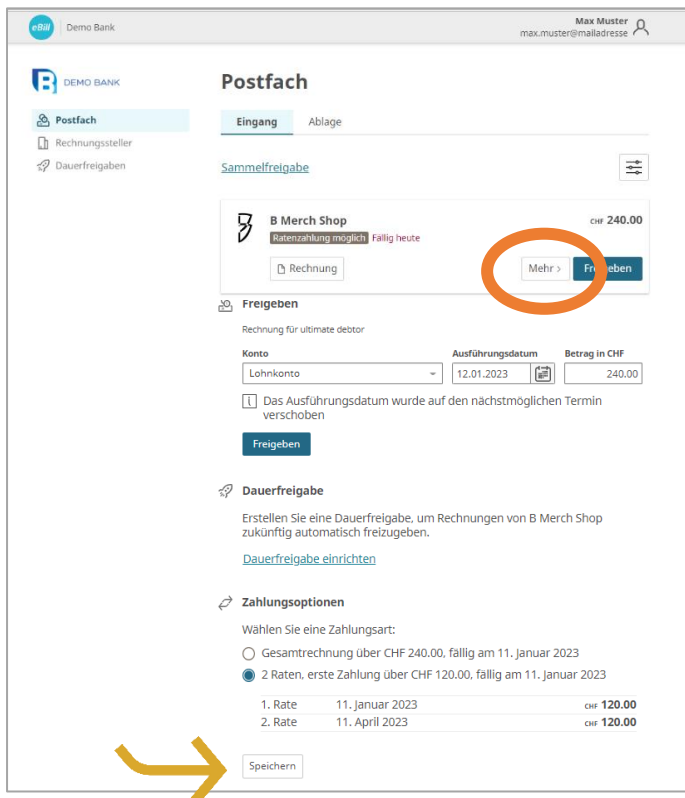 eBill Demo Bank
Max Muster
max.muster@mailadresse
DEMO BANK
Postfach
Rechnungssteller
Dauerfreigaben
Postfach
Eingang Ablage
Sammelfreigabe
B Merch Shop CHF 240.00
Ratenzahlung möglich Fällig heute
Rechnung Mehr > Freigeben
Freigeben
Rechnung für ultimate debtor
Konto Ausführungsdatum Betrag in CHF
Lohnkonto 12.01.2023 240.00
Das Ausführungsdatum wurde auf den nächstmöglichen Termin
verschoben
Freigeben
Dauerfreigabe
Erstellen Sie eine Dauerfreigabe, um Rechnungen von B Merch Shop
zukünftig automatisch freizugeben.
Dauerfreigabe einrichten
Zahlungsoptionen
Wählen Sie eine Zahlungsart:
Gesamtrechnung über CHF 240.00, fällig am 11. Januar 2023
2 Raten, erste Zahlung über CHF 120.00, fällig am 11. Januar 2023
1. Rate 11. Januar 2023 CHF 120.00
2. Rate 11. April 2023 CHF 120.00
Speichern